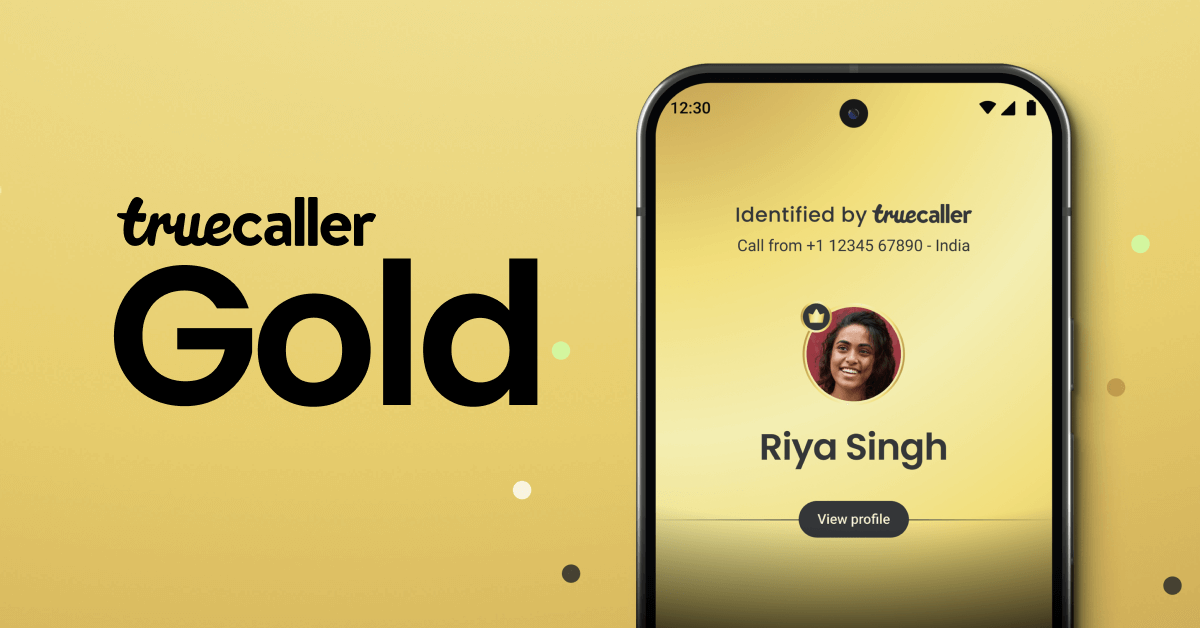 truecaller
Gold
12:30
Identified by truecaller
Call from +1 12345 67890 - India
Riya Singh
View profile